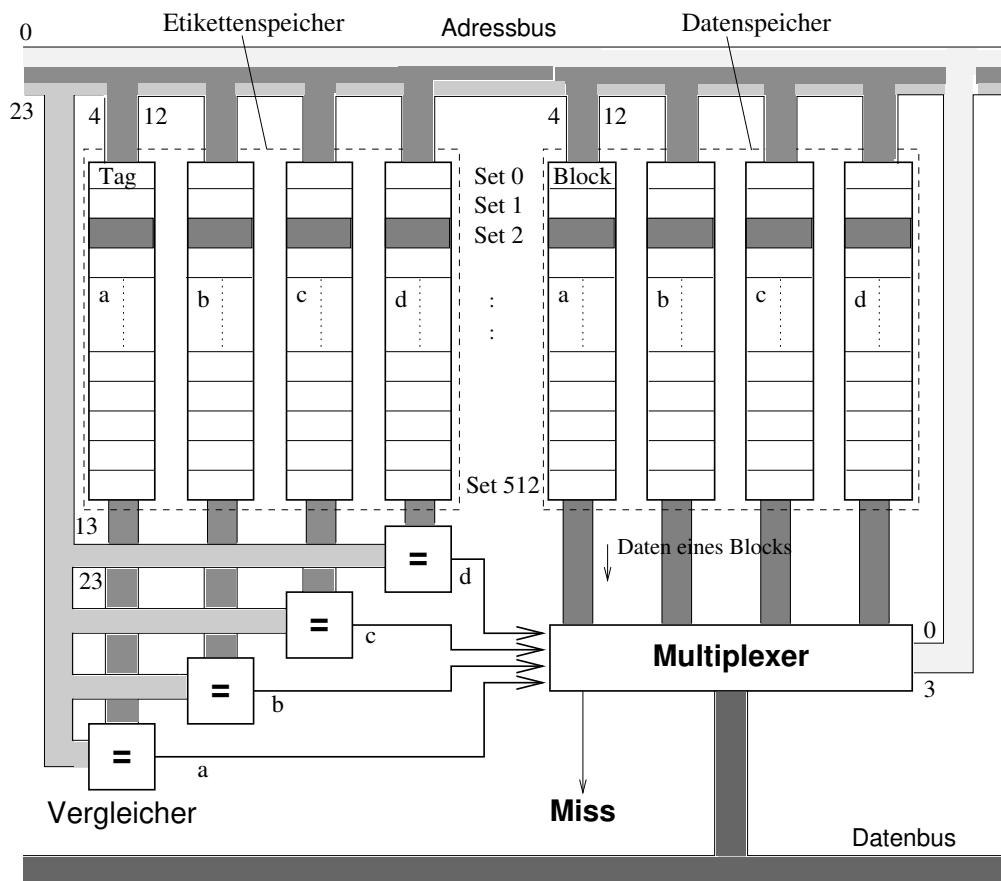 0
Etikettenspeicher
Adressbus
Datenspeicher
23
4
12
4
12
Tag
Set 0
Block
Set 1
Set 2
a
b
c
d
:
:
a
b
c
d
Set 512
13
Daten eines Blocks
=
d
23
=
c
0
Multiplexer
=
b
3
=
a
Vergleicher
Miss
Datenbus